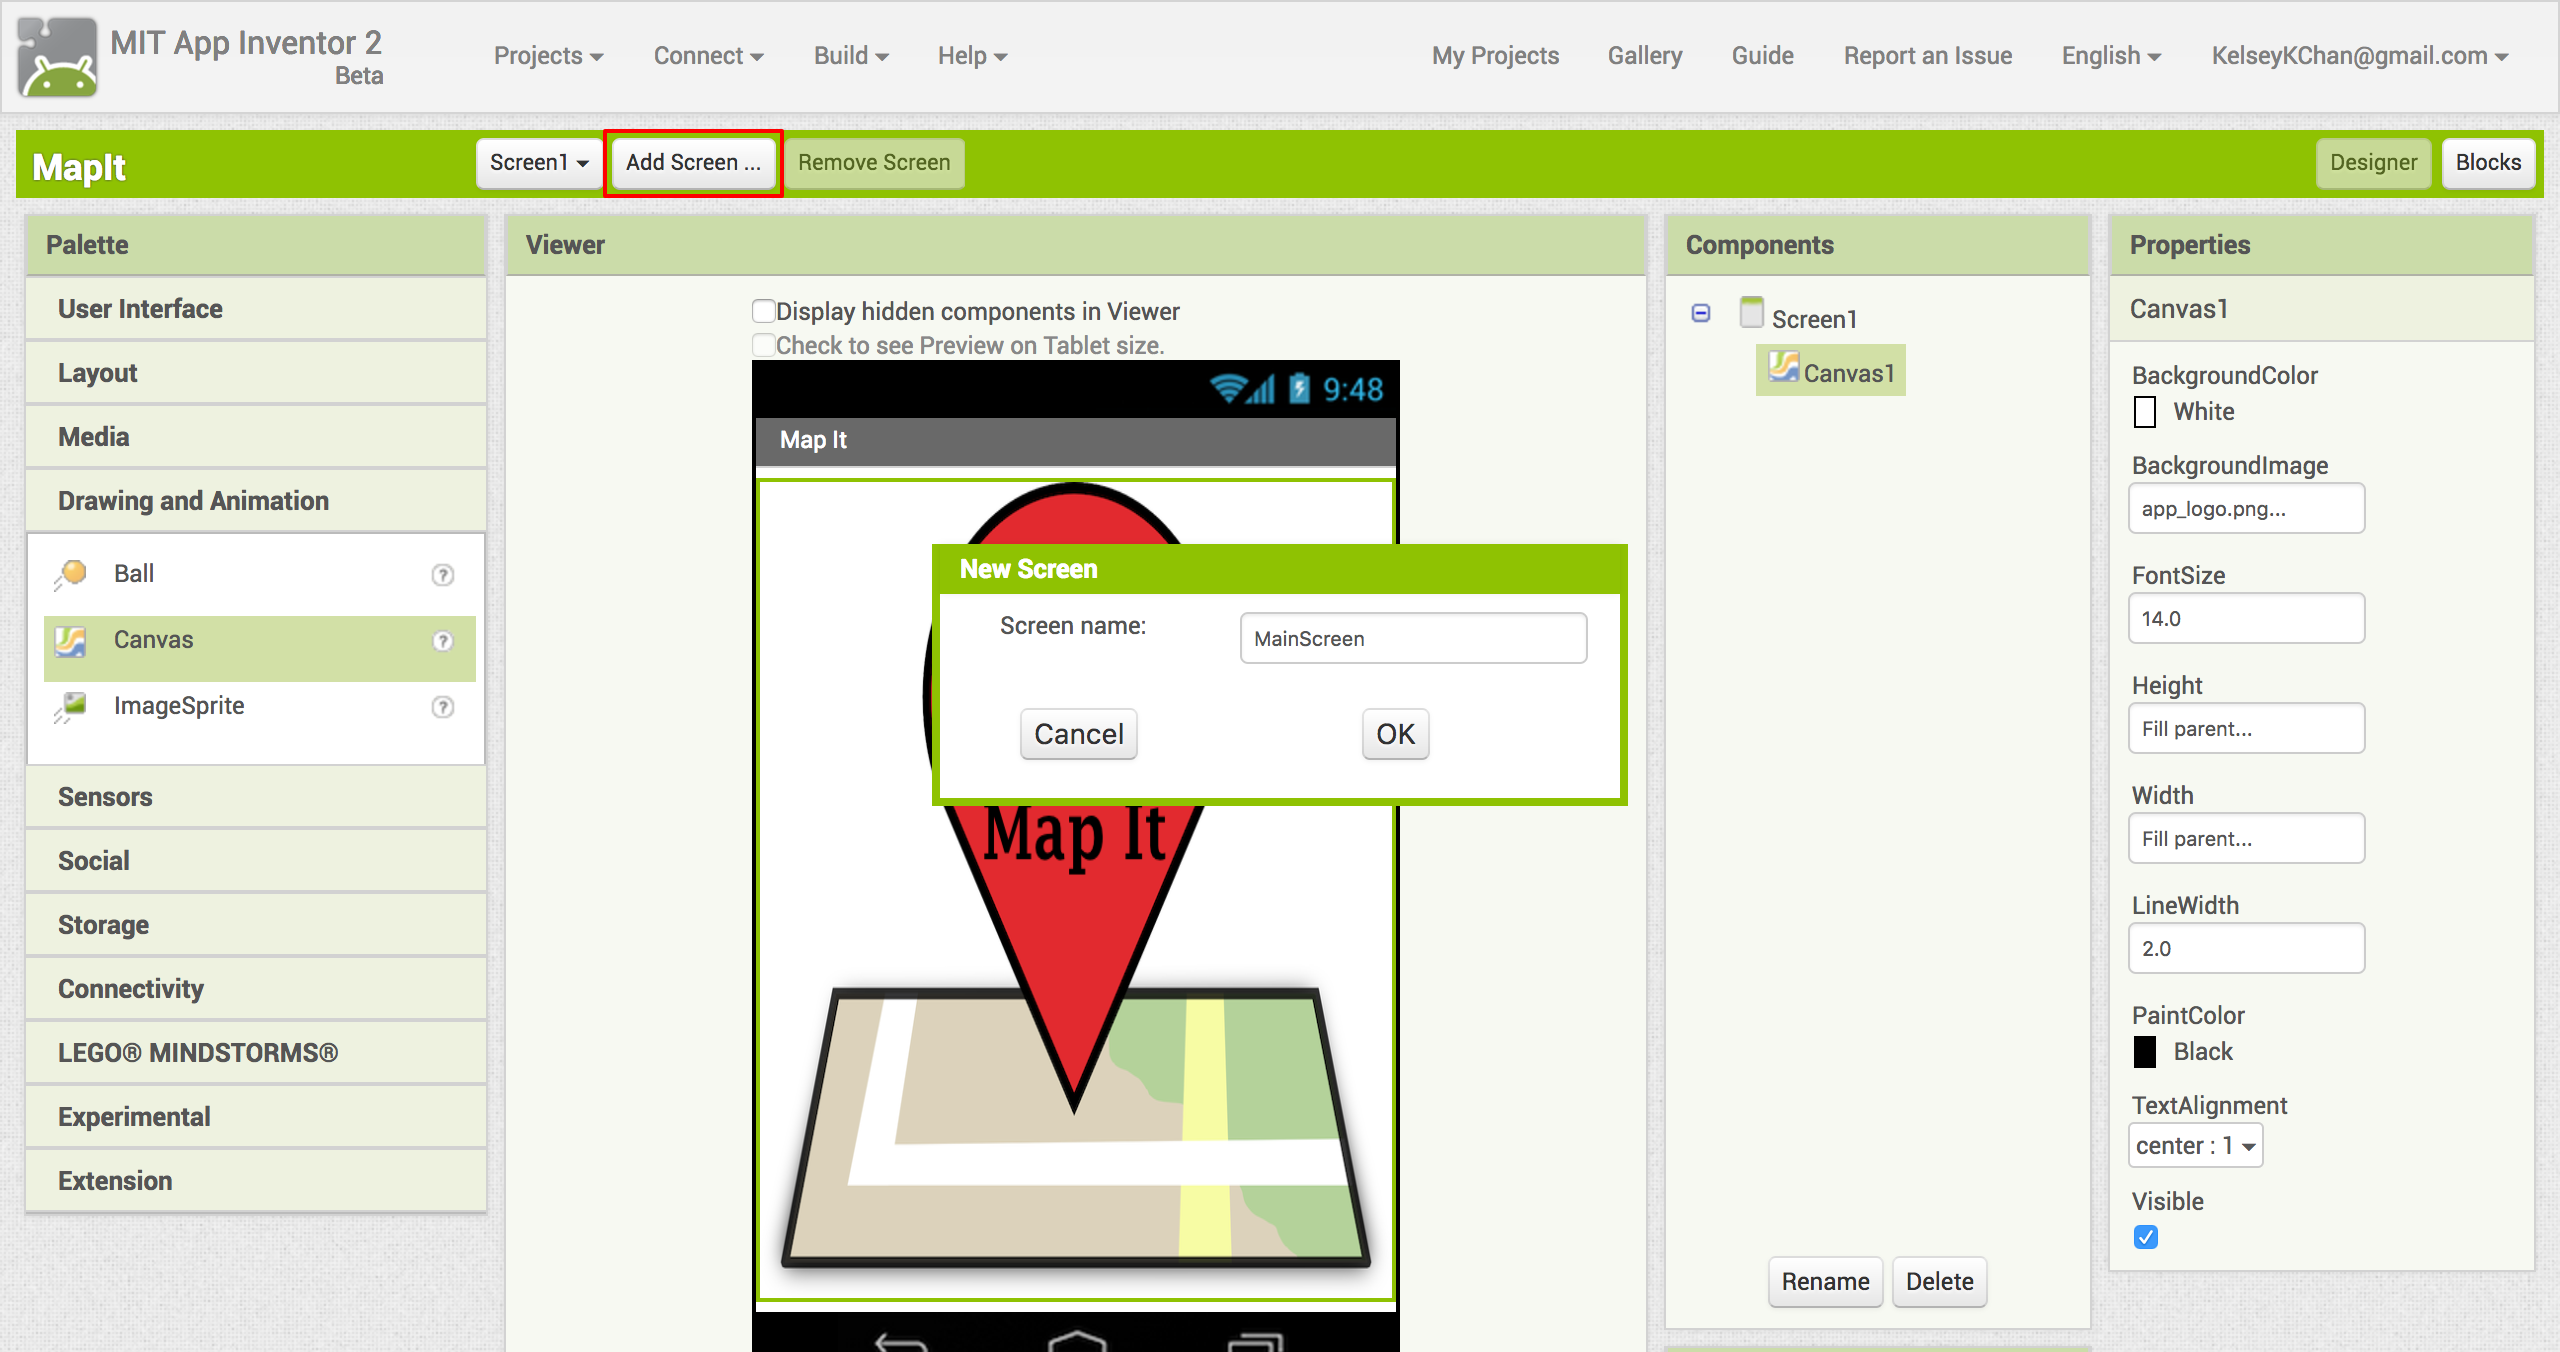 MIT App Inventor 2
Beta
Projects
Connect
Build
Help
My Projects
Gallery
Guide
Report an Issue
English
KelseyKChan@gmail.com
MapIt
Screen1
Add Screen ...
Remove Screen
Designer
Blocks
Palette
User Interface
Layout
Media
Drawing and Animation
Ball
?
Canvas
?
ImageSprite
?
Sensors
Social
Storage
Connectivity
LEGO® MINDSTORMS®
Experimental
Extension
Viewer
Display hidden components in Viewer
Check to see Preview on Tablet size.
9:48
Map It
New Screen
Screen name:
MainScreen
Cancel
OK
Map It
Components
Screen1
Canvas1
Rename
Delete
Properties
Canvas1
BackgroundColor
White
BackgroundImage
app_logo.png...
FontSize
14.0
Height
Fill parent...
Width
Fill parent...
LineWidth
2.0
PaintColor
Black
TextAlignment
center : 1
Visible